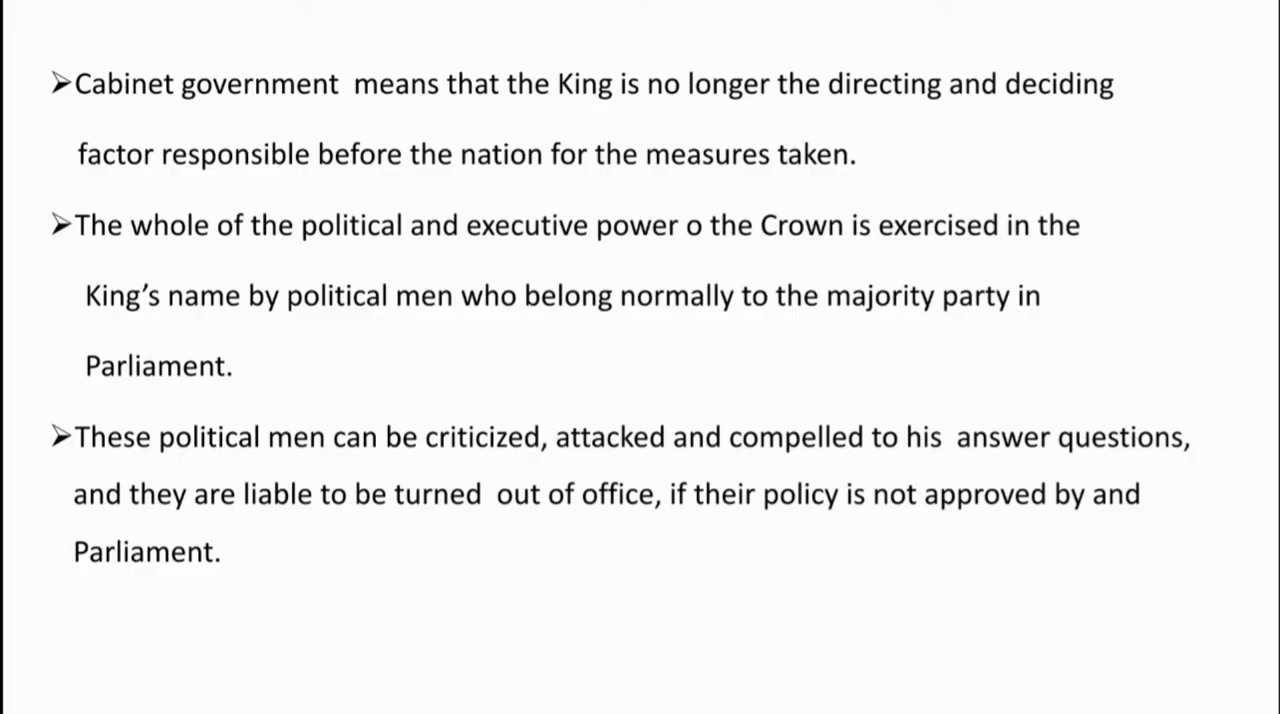 ➢Cabinet government means that the King is no longer the directing and deciding
factor responsible before the nation for the measures taken.
➢The whole of the political and executive power o the Crown is exercised in the
King’s name by political men who belong normally to the majority party in
Parliament.
➢These political men can be criticized, attacked and compelled to his answer questions,
and they are liable to be turned out of office, if their policy is not approved by and
Parliament.